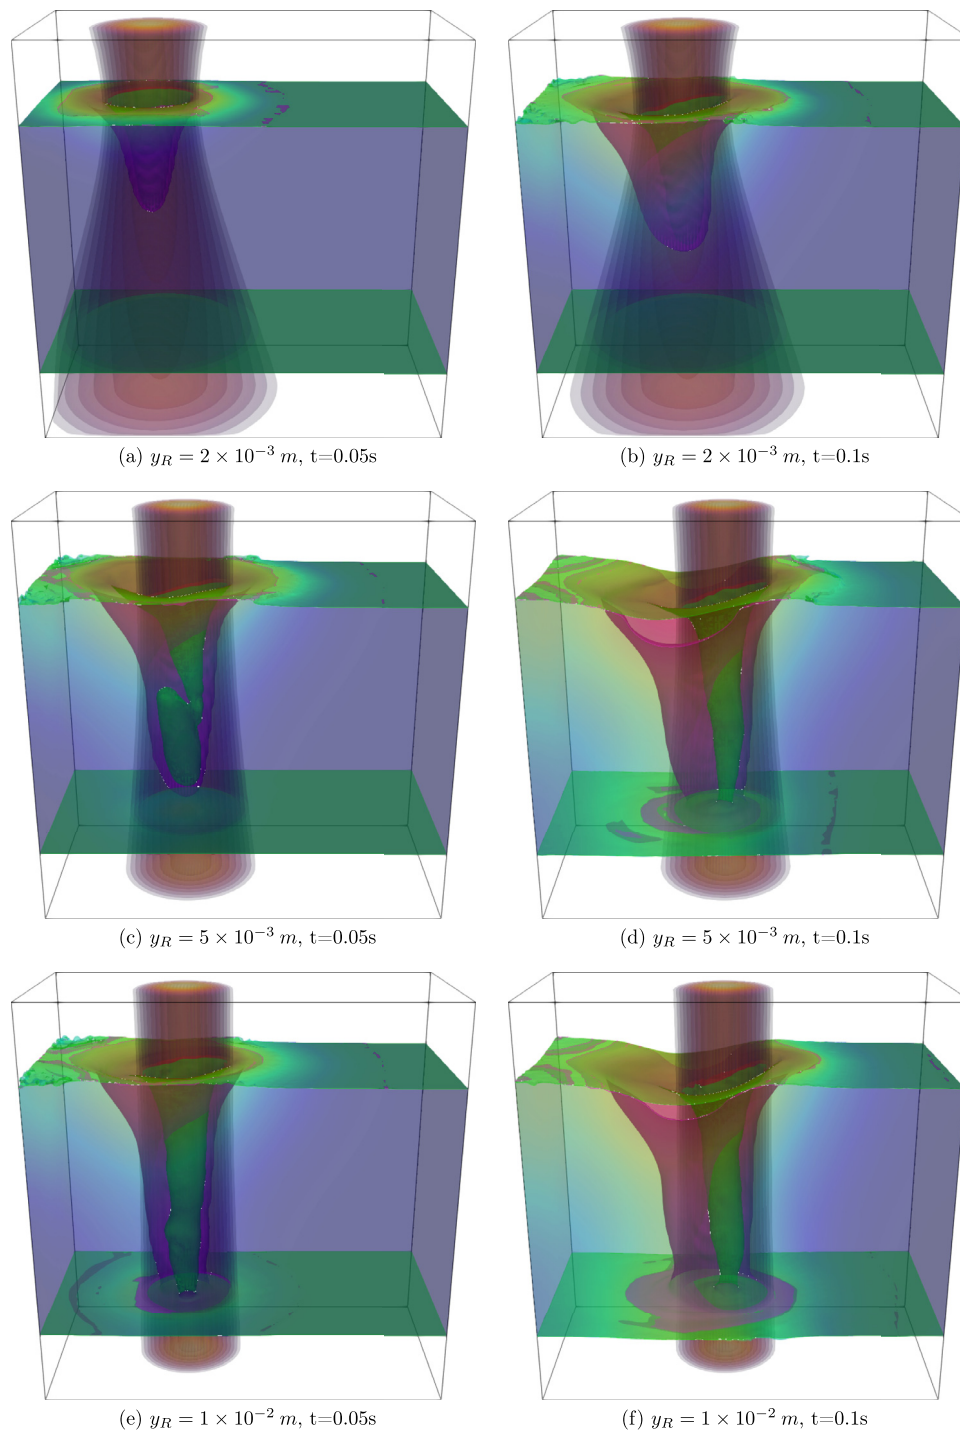 (a) $y_R = 2 \times 10^{-3}\ m$, t=0.05s
(b) $y_R = 2 \times 10^{-3}\ m$, t=0.1s
(c) $y_R = 5 \times 10^{-3}\ m$, t=0.05s
(d) $y_R = 5 \times 10^{-3}\ m$, t=0.1s
(e) $y_R = 1 \times 10^{-2}\ m$, t=0.05s
(f) $y_R = 1 \times 10^{-2}\ m$, t=0.1s